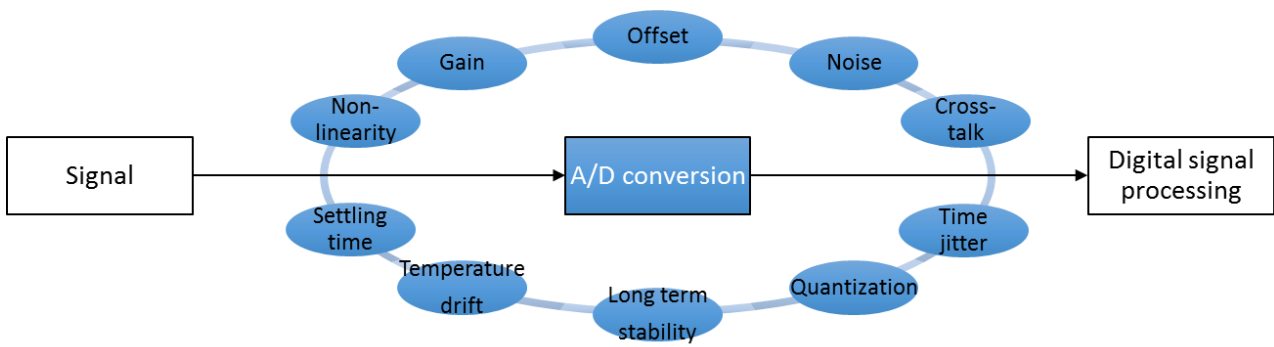 Offset
Gain
Noise
Non-
linearity
Cross-
talk
Signal
A/D conversion
Digital signal
processing
Settling
time
Time
jitter
Temperature
drift
Quantization
Long term
stability